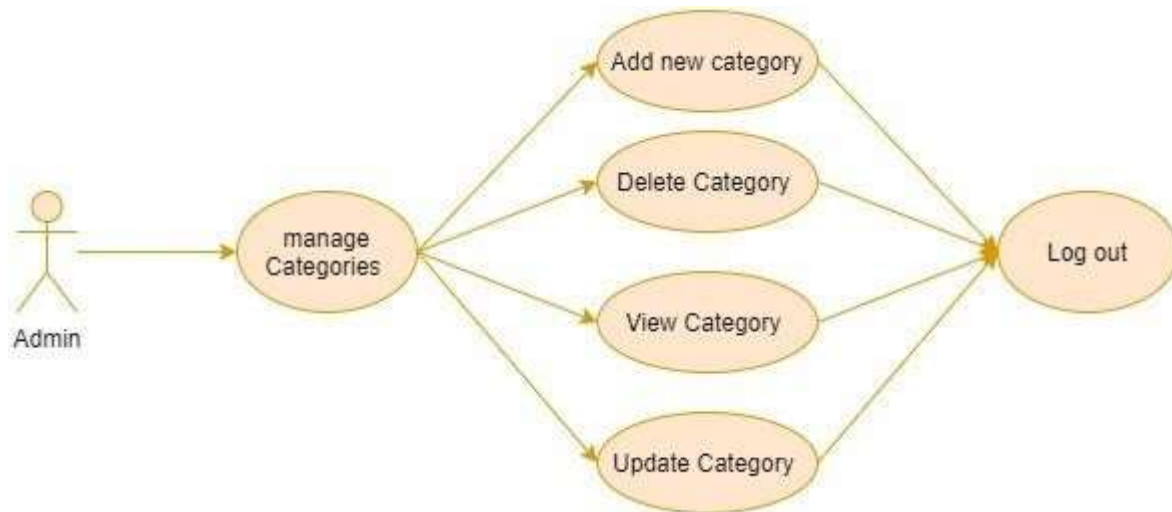 Add new category
Delete Category
manage
Categories
Log out
View Category
Admin
Update Category